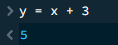 > y = x + 3
< 5